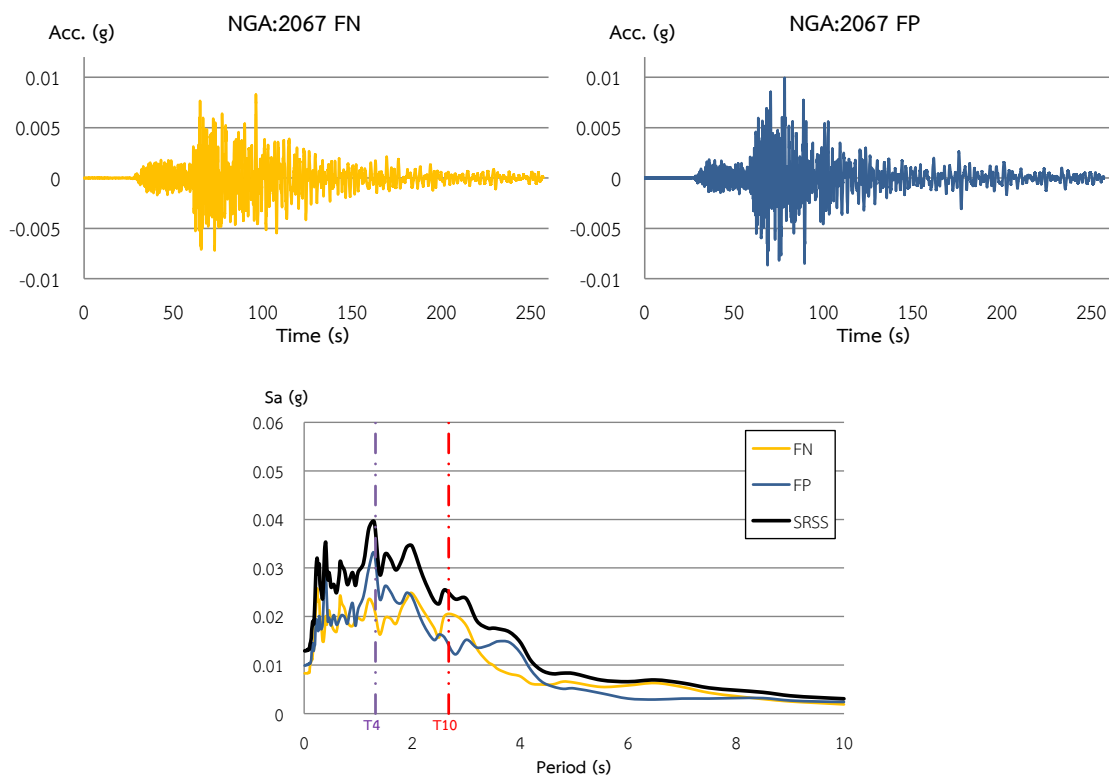 NGA:2067 FN
Acc. (g)
0.01
0.005
0
-0.005
-0.01
0 50 100 150 200 250
Time (s)
NGA:2067 FP
Acc. (g)
0.01
0.005
0
-0.005
-0.01
0 50 100 150 200 250
Time (s)
Sa (g)
0.06
0.05
0.04
0.03
0.02
0.01
0
FN
FP
SRSS
T4 T10
0 2 4 6 8 10
Period (s)